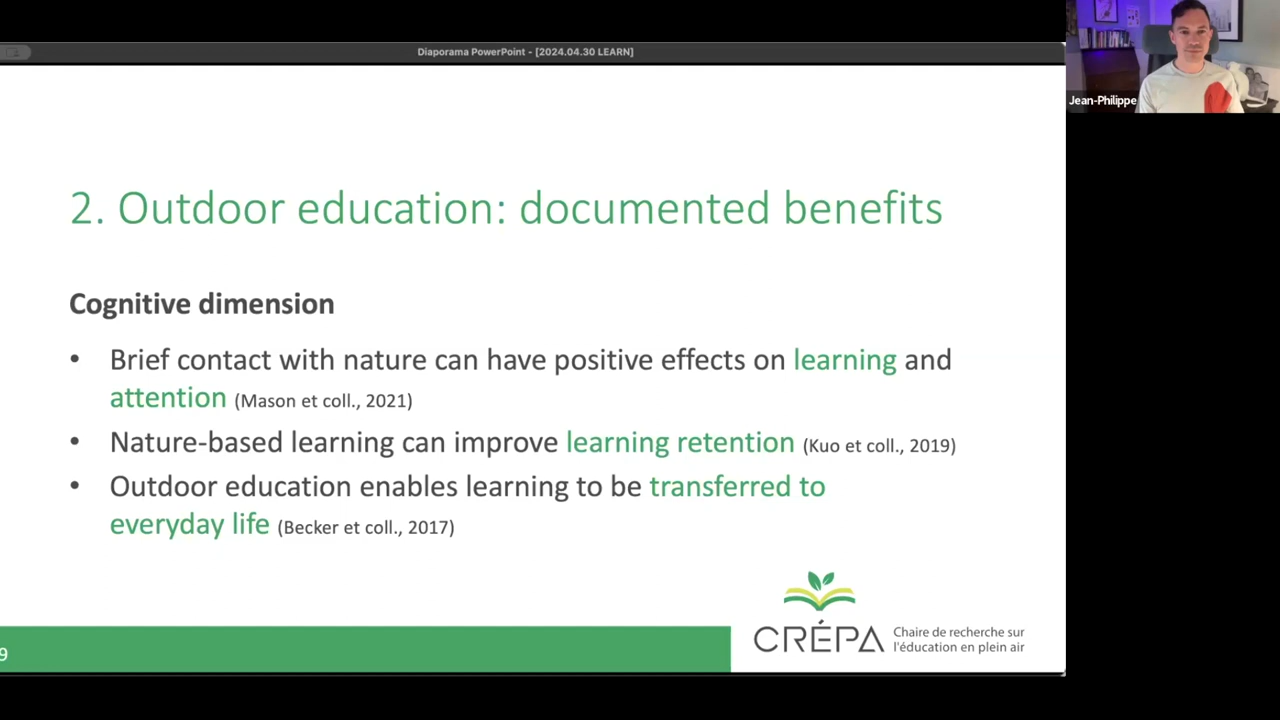 Diaporama PowerPoint - [2024.04.30 LEARN]
Jean-Philippe
2. Outdoor education: documented benefits
Cognitive dimension
• Brief contact with nature can have positive effects on learning and
attention (Mason et coll., 2021)
• Nature-based learning can improve learning retention (Kuo et coll., 2019)
• Outdoor education enables learning to be transferred to
everyday life (Becker et coll., 2017)
9
CRÉPA
Chaire de recherche sur
l'éducation en plein air